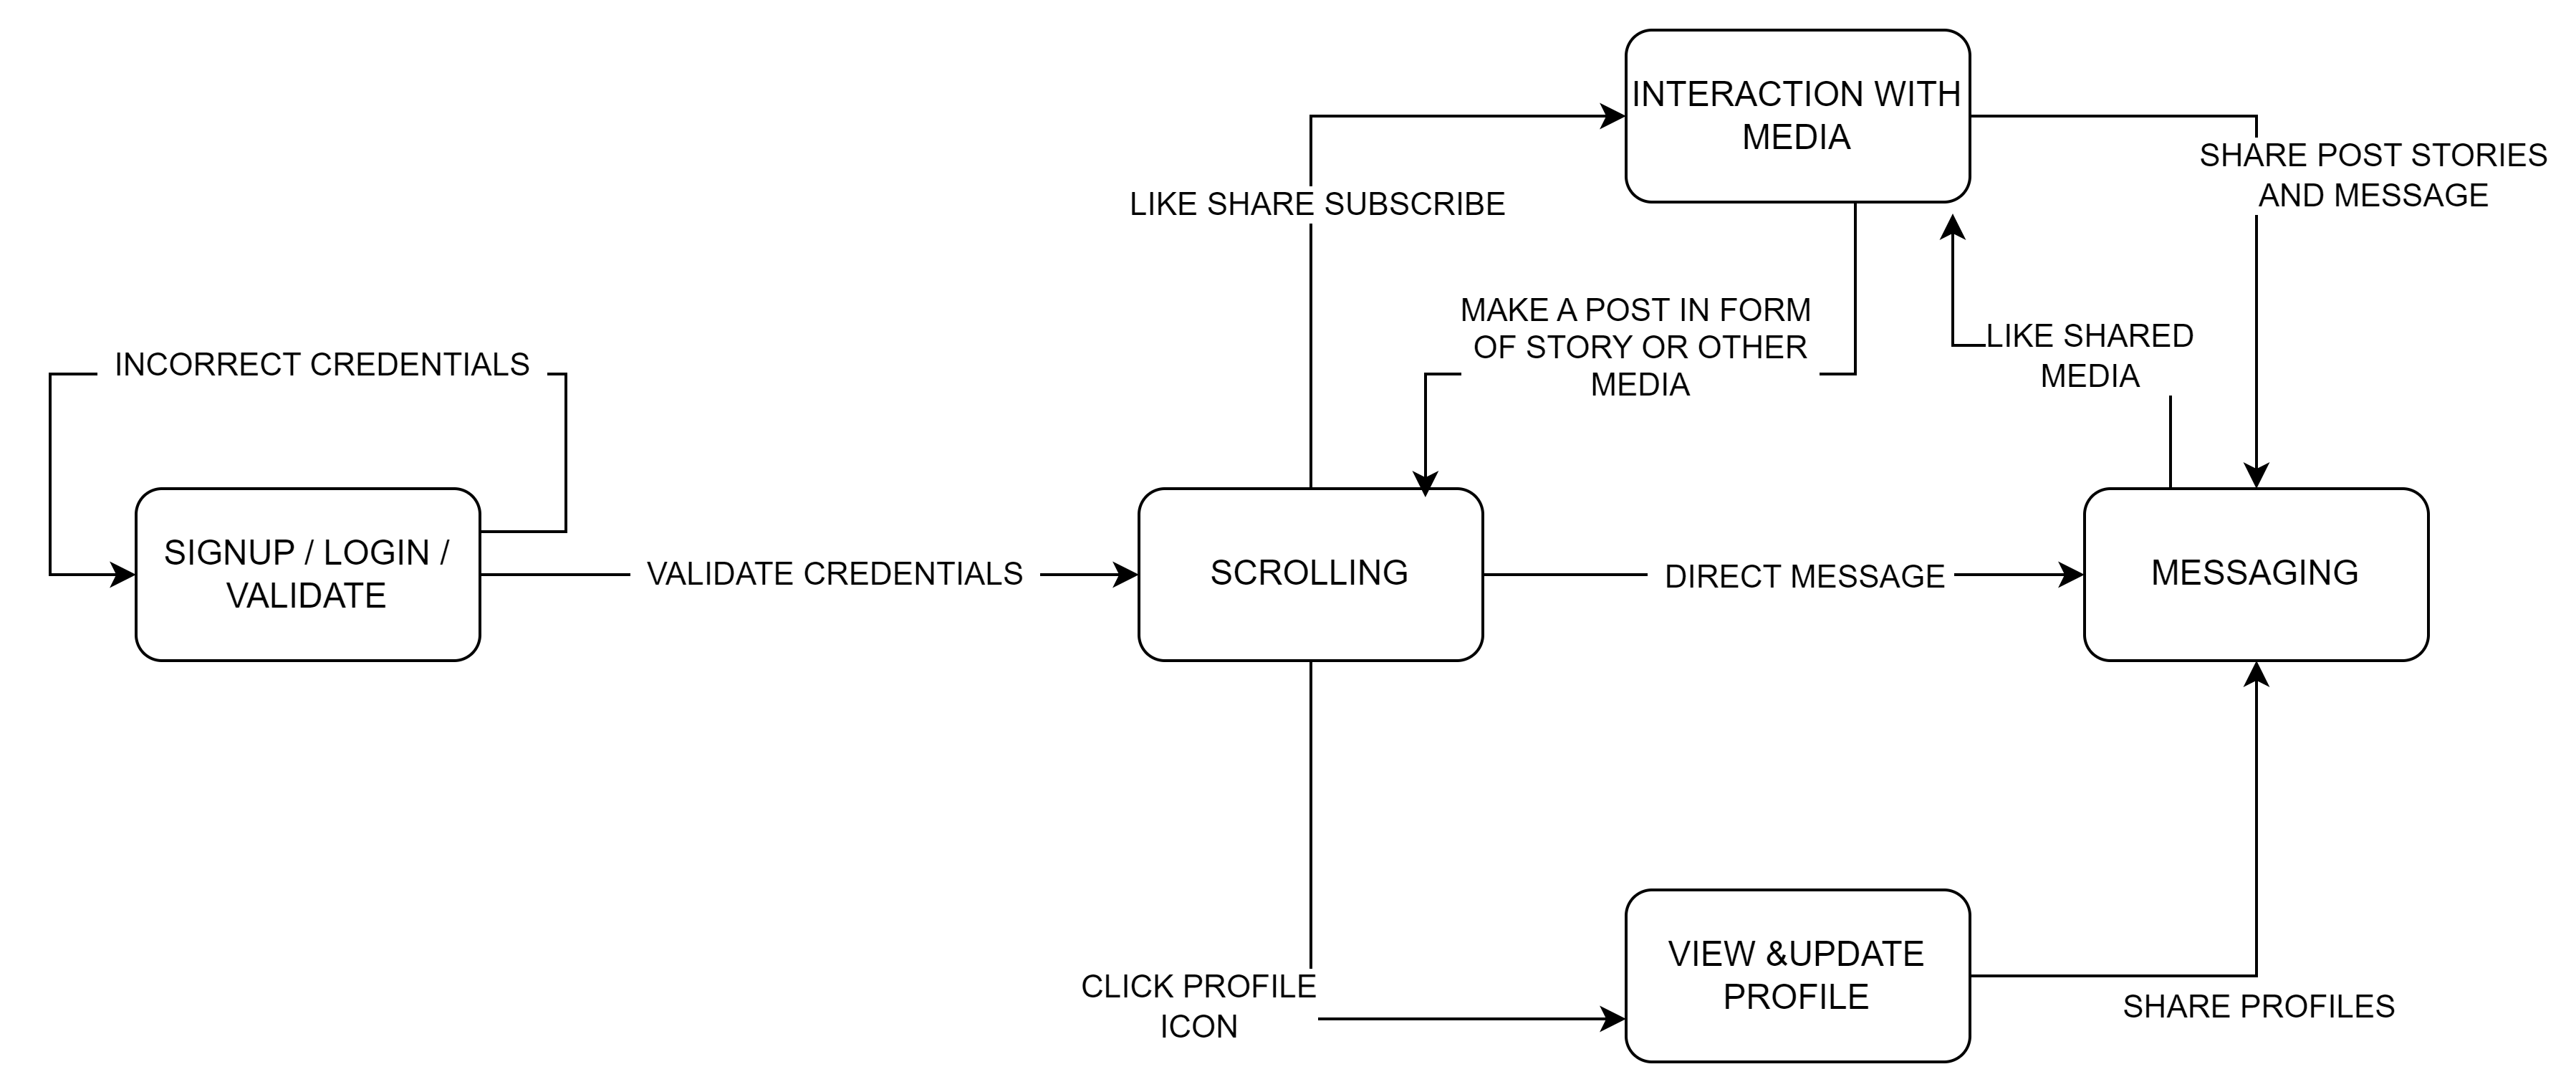 INTERACTION WITH
MEDIA
SHARE POST STORIES
AND MESSAGE
LIKE SHARE SUBSCRIBE
MAKE A POST IN FORM
OF STORY OR OTHER
MEDIA
LIKE SHARED
MEDIA
INCORRECT CREDENTIALS
SIGNUP / LOGIN /
VALIDATE
VALIDATE CREDENTIALS
SCROLLING
DIRECT MESSAGE
MESSAGING
CLICK PROFILE
ICON
VIEW &UPDATE
PROFILE
SHARE PROFILES